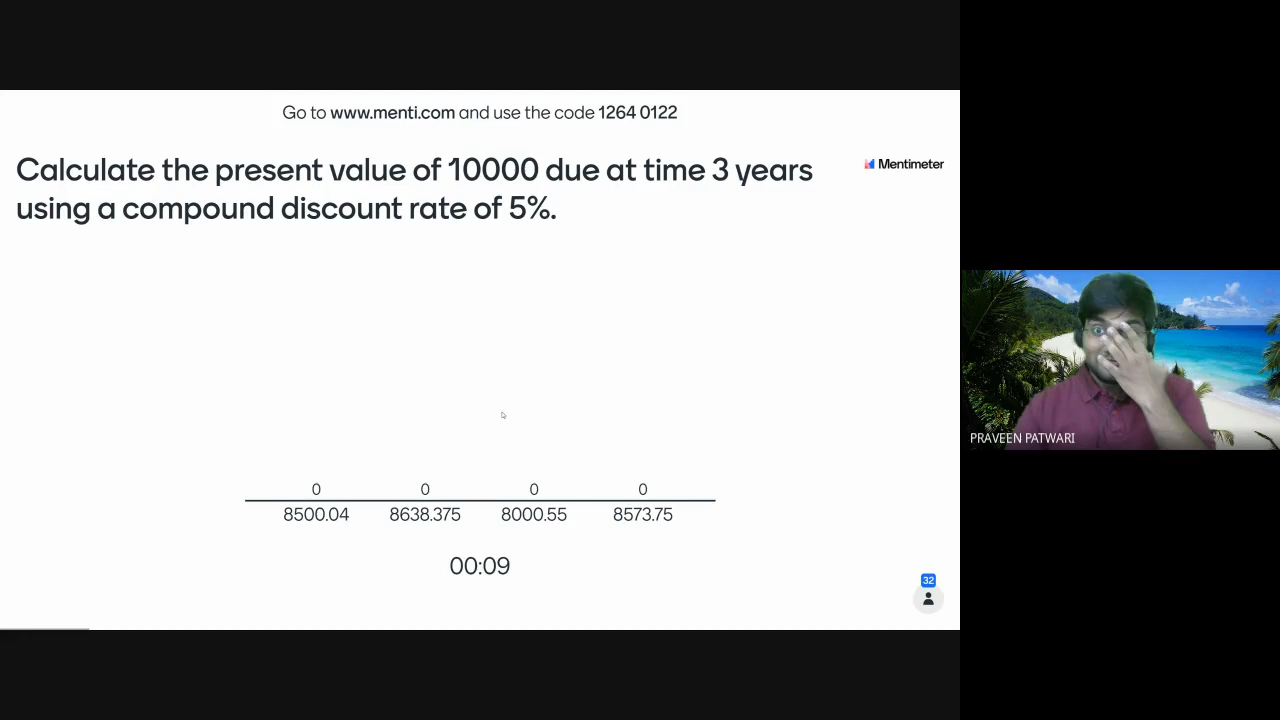 Go to www.menti.com and use the code 1264 0122
Mentimeter
Calculate the present value of 10000 due at time 3 years
using a compound discount rate of 5%.
0 0 0 0
8500.04 8638.375 8000.55 8573.75
00:09
32
PRAVEEN PATWARI